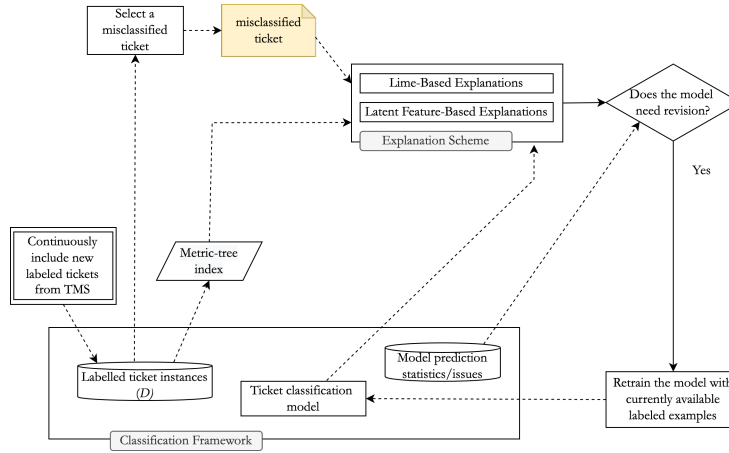 Select a
misclassified
ticket
misclassified
ticket
Lime-Based Explanations
Latent Feature-Based Explanations
Explanation Scheme
Does the model
need revision?
Yes
Continuously
include new
labeled tickets
from TMS
Metric-tree
index
Labelled ticket instances
(D)
Model prediction
statistics/issues
Ticket classification
model
Retrain the model with
currently available
labeled examples
Classification Framework